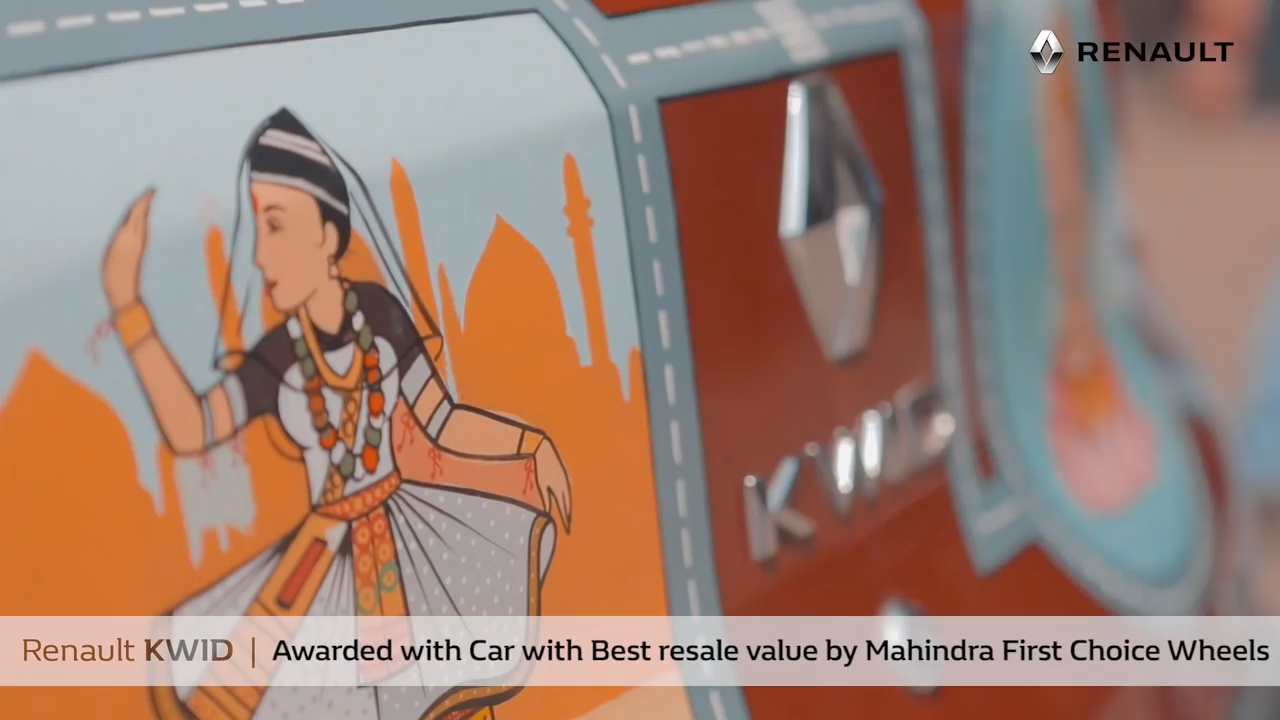 RENAULT
KWID
Renault KWID | Awarded with Car with Best resale value by Mahindra First Choice Wheels